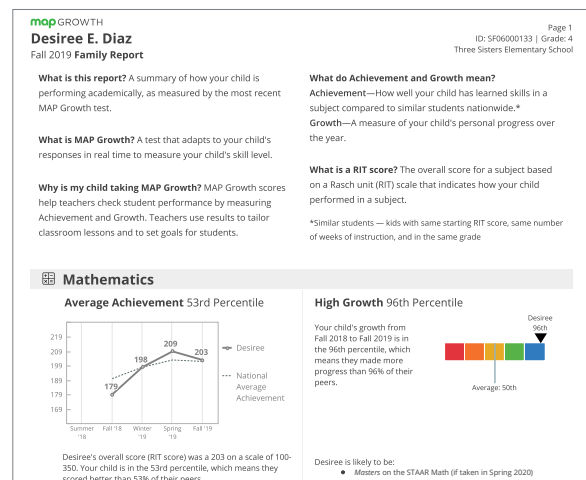 map GROWTH
Desiree E. Diaz
Fall 2019 Family Report
Page 1
ID: SF06000133 | Grade: 4
Three Sisters Elementary School
What is this report? A summary of how your child is
performing academically, as measured by the most recent
MAP Growth test.
What is MAP Growth? A test that adapts to your child's
responses in real time to measure your child's skill level.
Why is my child taking MAP Growth? MAP Growth scores
help teachers check student performance by measuring
Achievement and Growth. Teachers use results to tailor
classroom lessons and to set goals for students.
What do Achievement and Growth mean?
Achievement—How well your child has learned skills in a
subject compared to similar students nationwide.*
Growth—A measure of your child's personal progress over
the year.
What is a RIT score? The overall score for a subject based
on a Rasch unit (RIT) scale that indicates how your child
performed in a subject.
*Similar students — kids with same starting RIT score, same number
of weeks of instruction, and in the same grade
Mathematics
Average Achievement 53rd Percentile
219
209
199
189
179
169
179
198
209
203
Summer '18
Fall '18
Winter '19
Spring '19
Fall '19
Desiree
National
Average
Achievement
Desiree's overall score (RIT score) was a 203 on a scale of 100-
350. Your child is in the 53rd percentile, which means they
scored better than 53% of their peers.
High Growth 96th Percentile
Your child's growth from
Fall 2018 to Fall 2019 is in
the 96th percentile, which
means they made more
progress than 96% of their
peers.
Desiree
96th
Average: 50th
Desiree is likely to be:
• Masters on the STAAR Math (if taken in Spring 2020)